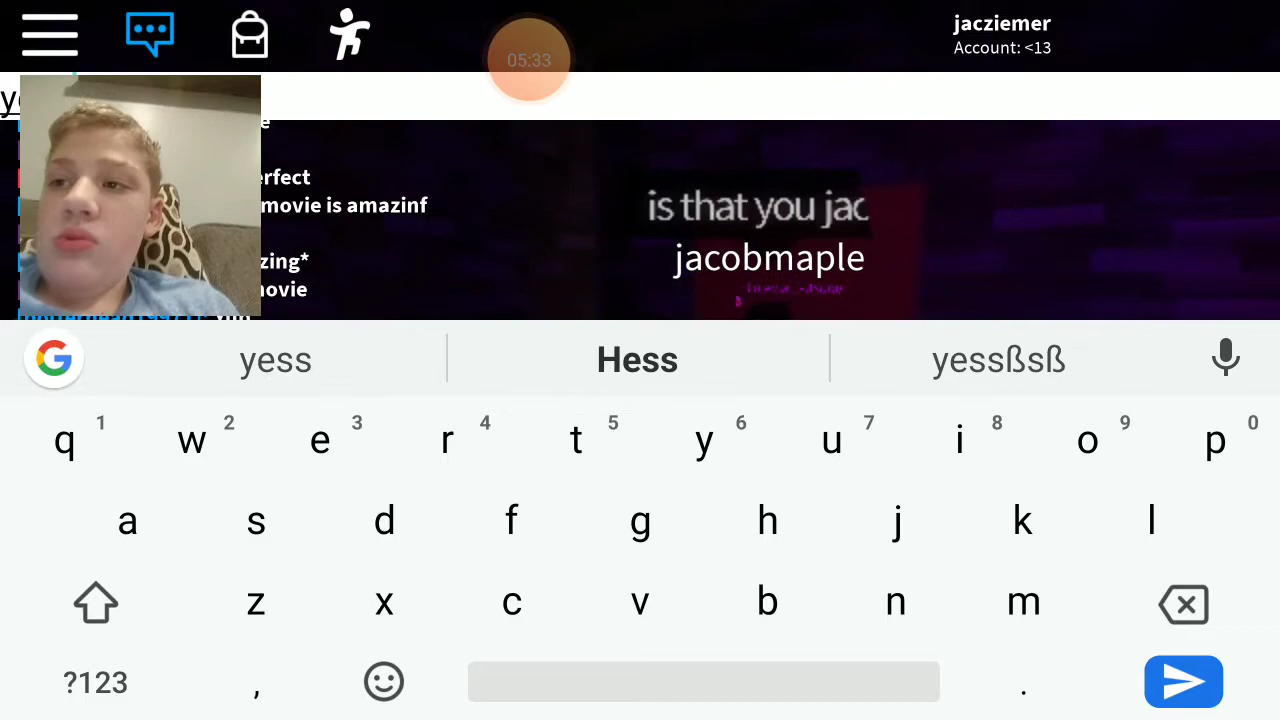 jacziemer
Account: <13
05:33
erfect
movie is amazinf
is that you jac
jacobmaple
zing*
novie
yess Hess yessßsß
q 1 w 2 e 3 r 4 t 5 y 6 u 7 i 8 o 9 p 0
a s d f g h j k l
z x c v b n m
?123 , .